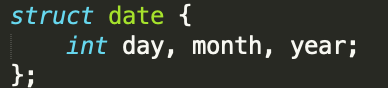 struct date {
    int day, month, year;
};